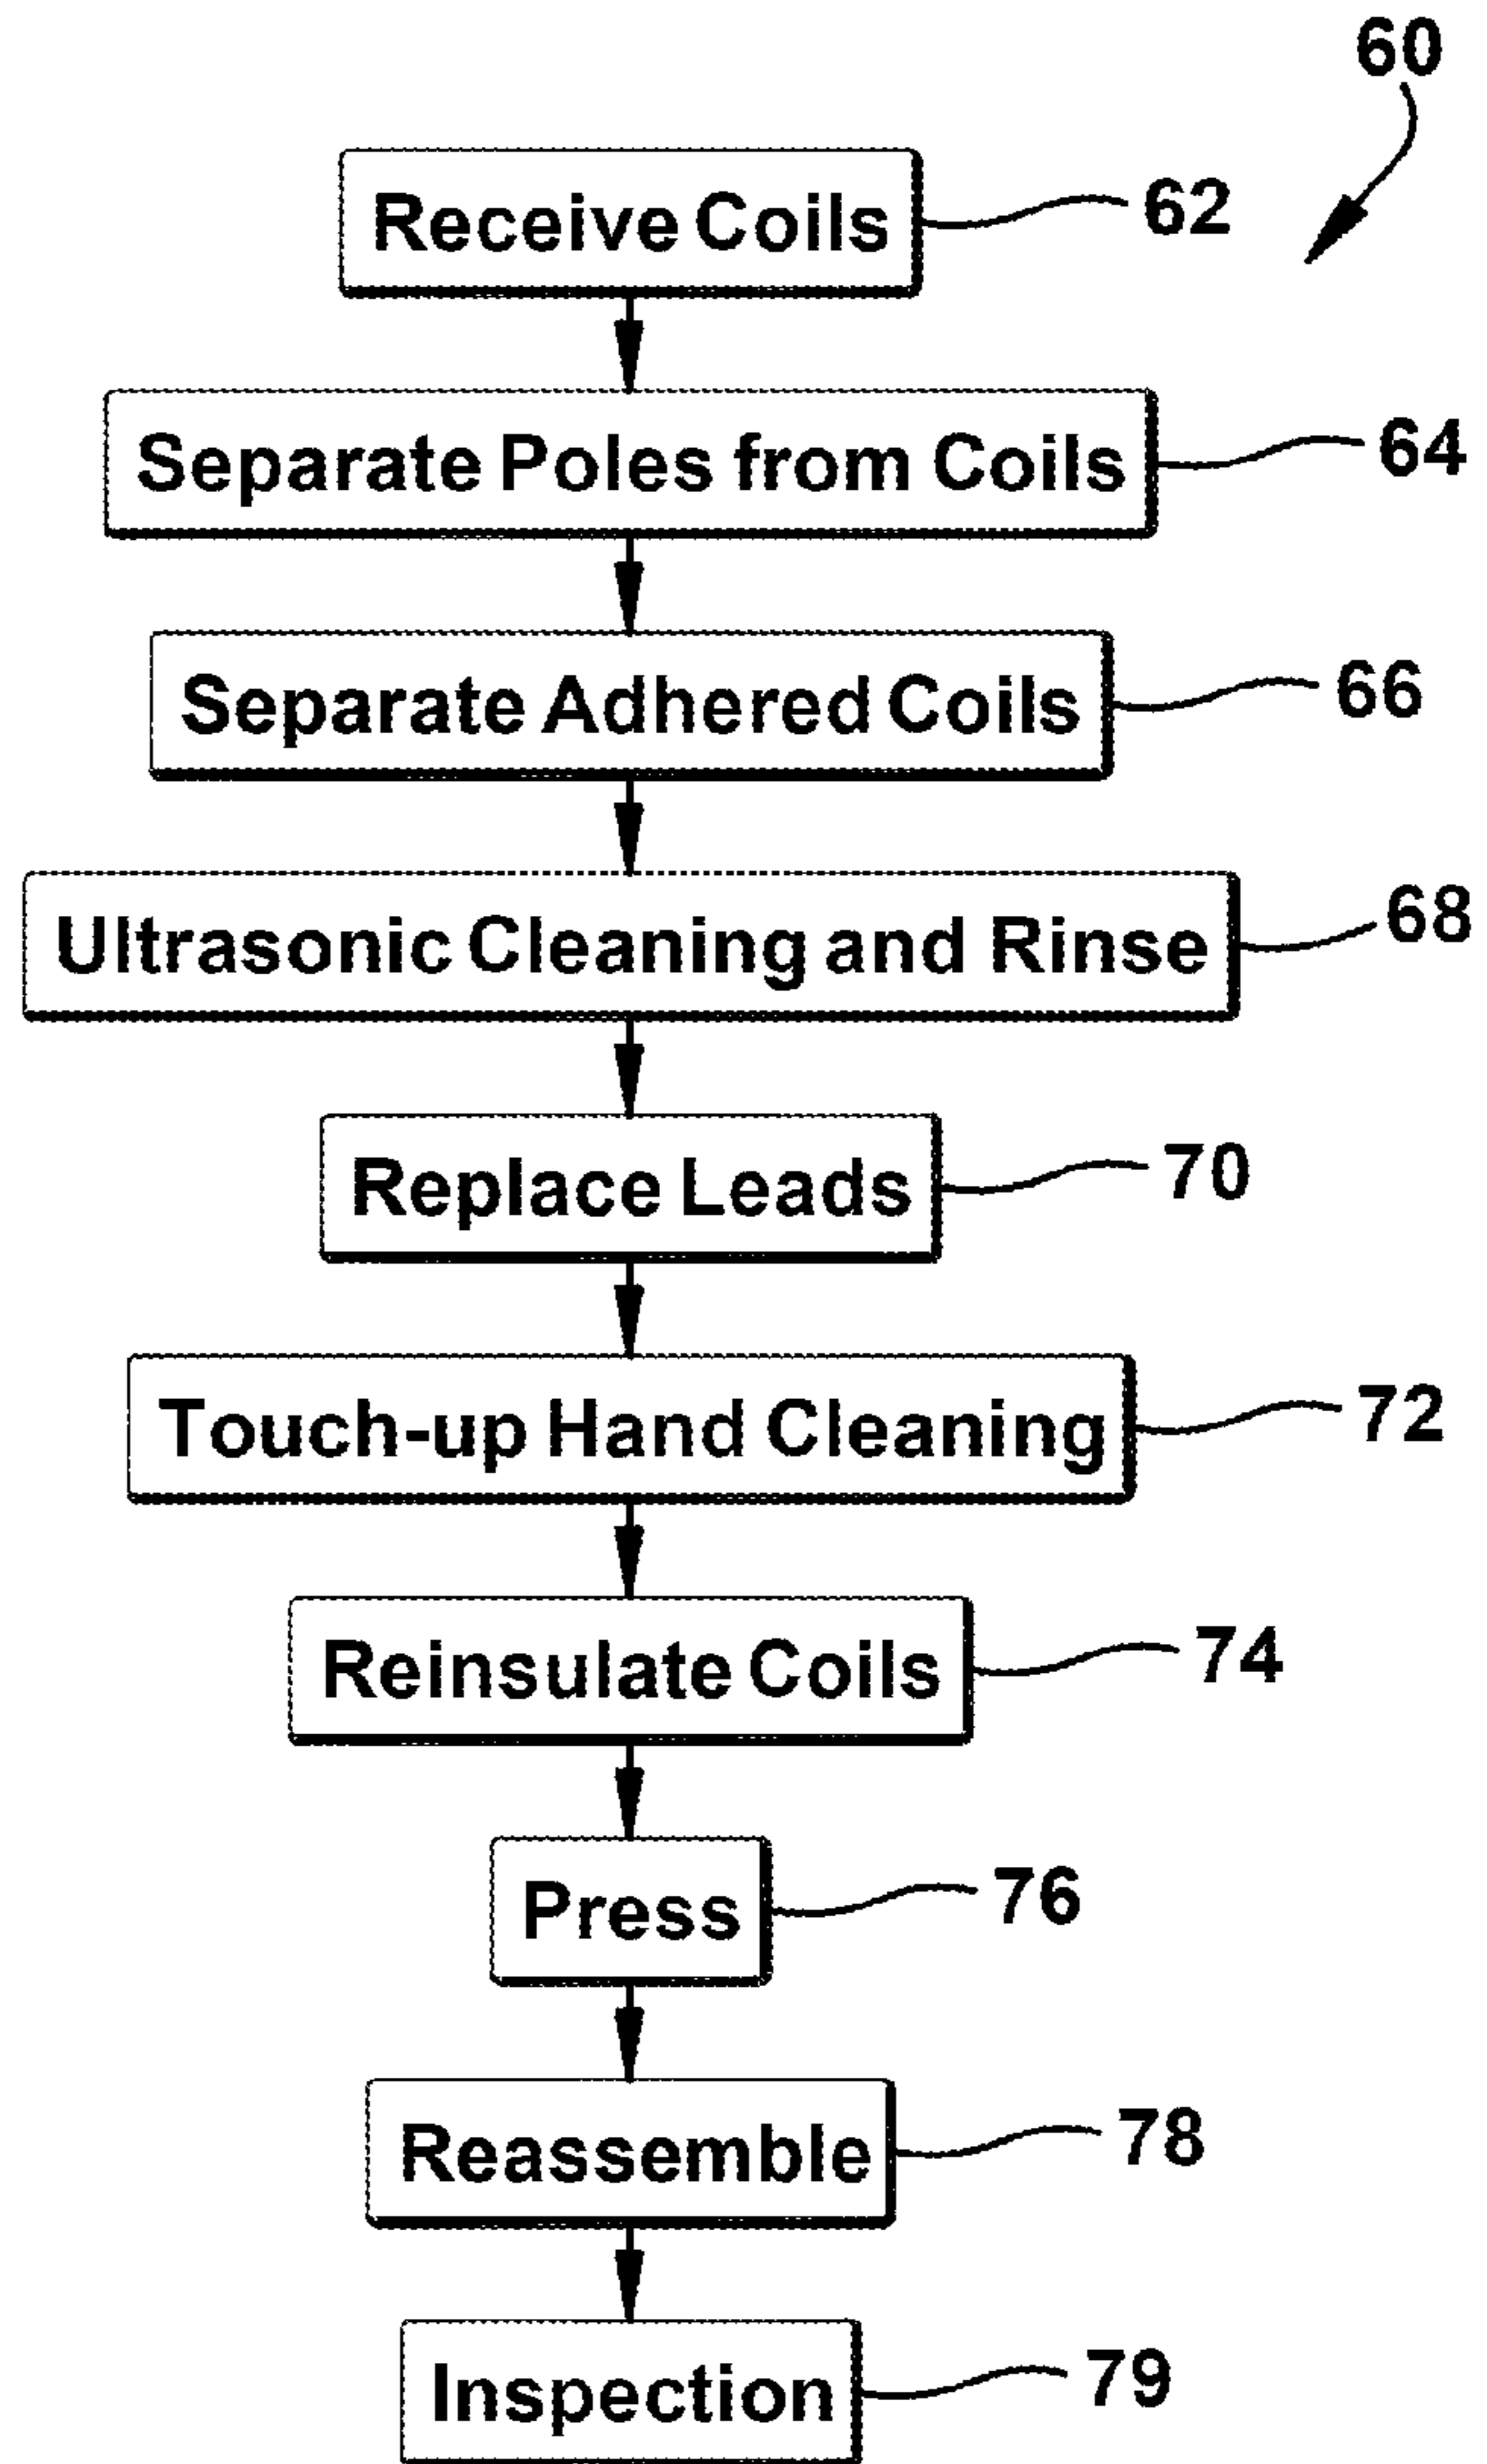 60
Receive Coils 62
Separate Poles from Coils 64
Separate Adhered Coils 66
Ultrasonic Cleaning and Rinse 68
Replace Leads 70
Touch-up Hand Cleaning 72
Reinsulate Coils 74
Press 76
Reassemble 78
Inspection 79